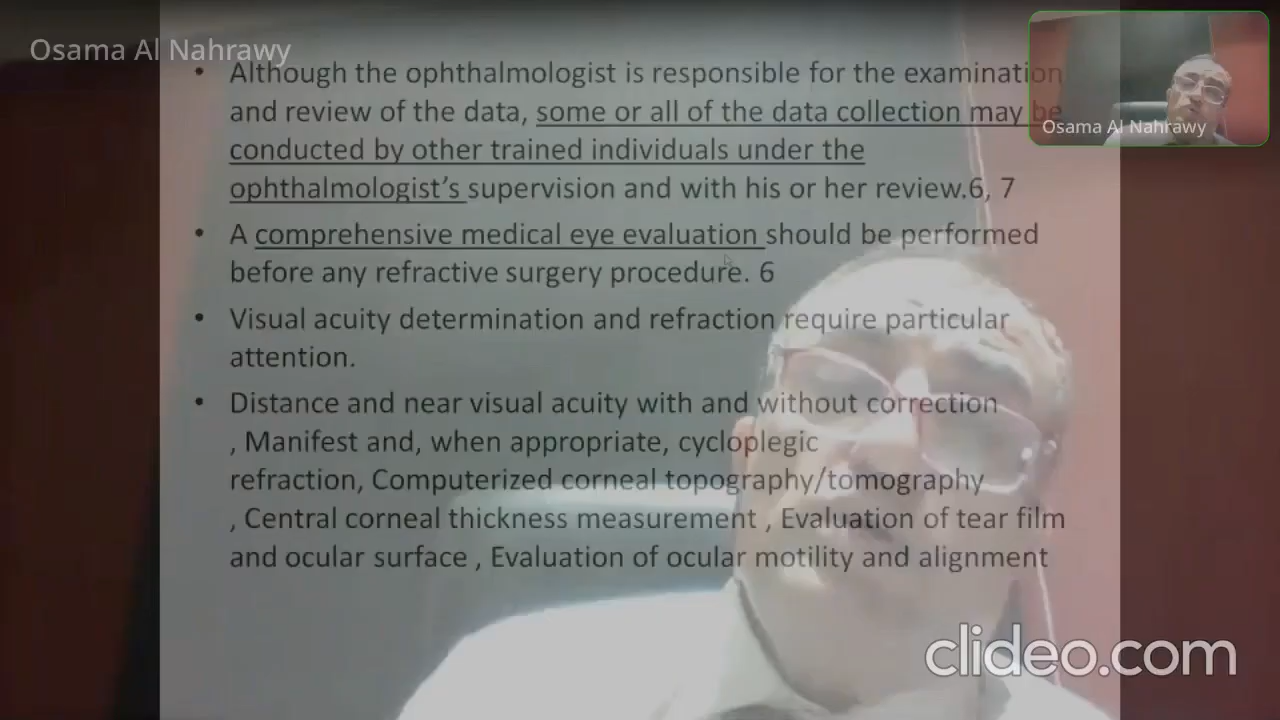 Osama Al Nahrawy
Osama Al Nahrawy
• Although the ophthalmologist is responsible for the examination
and review of the data, some or all of the data collection may be
conducted by other trained individuals under the
ophthalmologist’s supervision and with his or her review.6, 7
• A comprehensive medical eye evaluation should be performed
before any refractive surgery procedure. 6
• Visual acuity determination and refraction require particular
attention.
• Distance and near visual acuity with and without correction
, Manifest and, when appropriate, cycloplegic
refraction, Computerized corneal topography/tomography
, Central corneal thickness measurement , Evaluation of tear film
and ocular surface , Evaluation of ocular motility and alignment
clideo.com